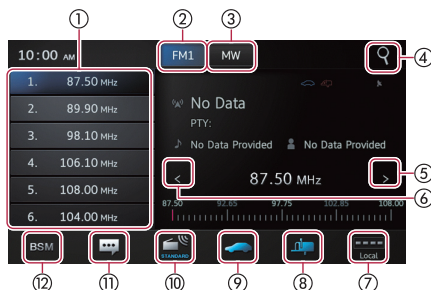 ① ② ③
10:00 AM FM1 MW
④
1. 87.50 MHz
2. 89.90 MHz
3. 98.10 MHz
4. 106.10 MHz
5. 108.00 MHz
6. 104.00 MHz
No Data
PTY:
No Data Provided No Data Provided
< 87.50 MHz >
⑤
⑥
87.50 92.65 97.75 102.85 108.00
BSM STANDARD Local
⑫ ⑪ ⑩ ⑨ ⑧ ⑦